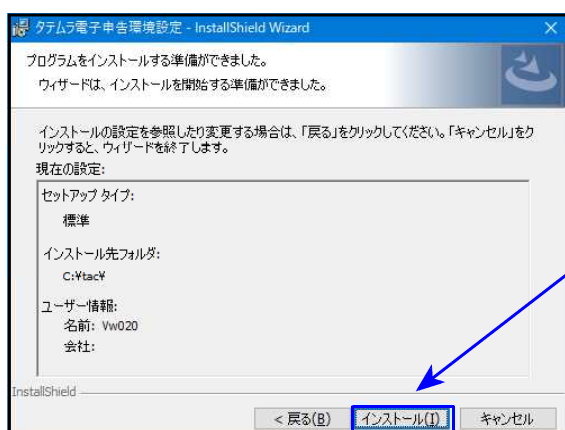 タテムラ電子申告環境設定 - InstallShield Wizard
プログラムをインストールする準備ができました。
ウィザードは、インストールを開始する準備ができました。
インストールの設定を参照したり変更する場合は、「戻る」をクリックしてください。「キャンセル」をク
リックすると、ウィザードを終了します。
現在の設定:
セットアップ タイプ:
標準
インストール先フォルダ:
C:¥tac¥
ユーザー情報:
名前: Vw020
会社:
InstallShield
< 戻る(B) インストール(I) キャンセル